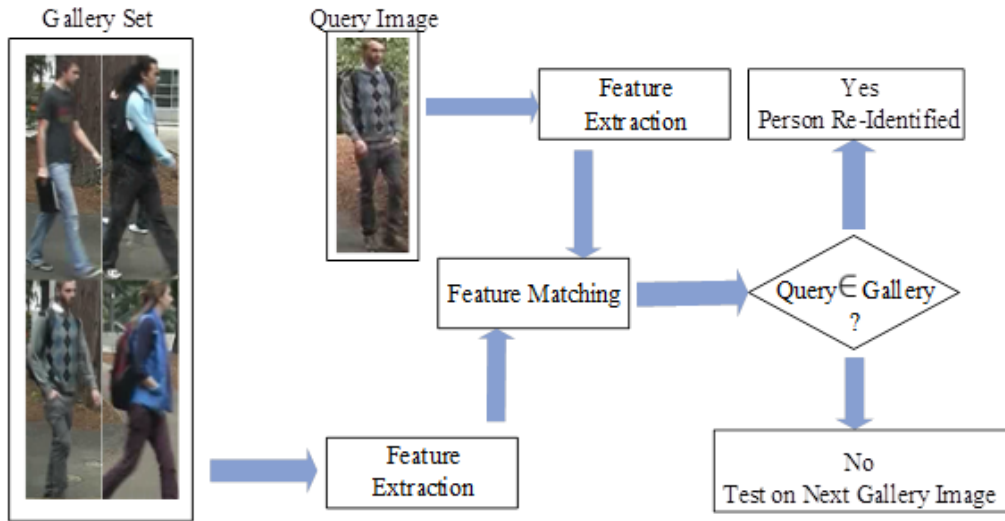 Gallery Set
Query Image
Feature
Extraction
Yes
Person Re-Identified
Feature Matching
Query∈Gallery
?
Feature
Extraction
No
Test on Next Gallery Image